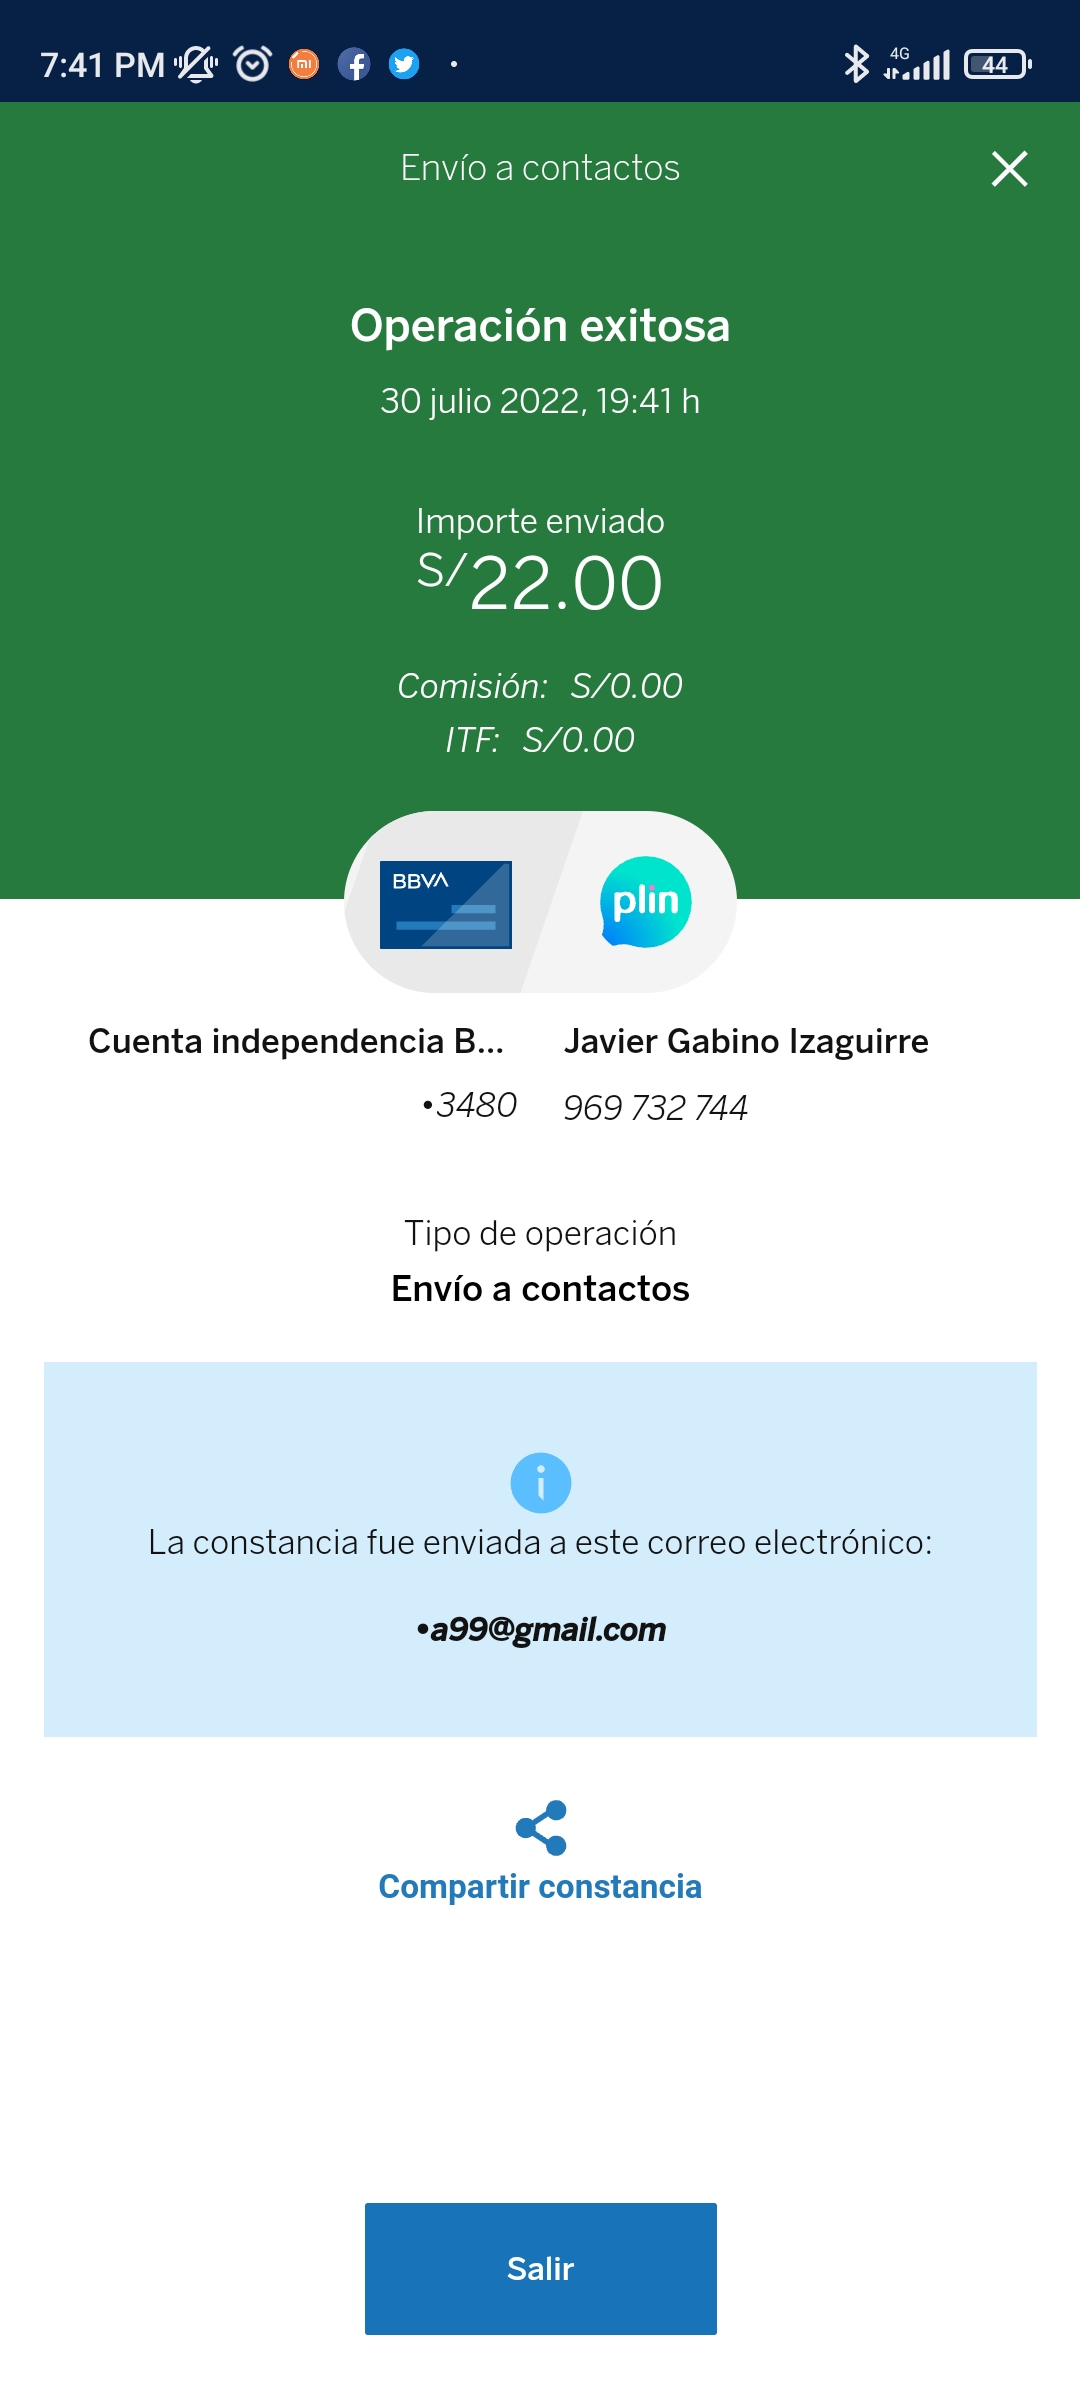 7:41 PM
4G
44
Envío a contactos
Operación exitosa
30 julio 2022, 19:41 h
Importe enviado
S/22.00
Comisión: S/0.00
ITF: S/0.00
BBVA
plin
Cuenta independencia B... Javier Gabino Izaguirre
•3480 969 732 744
Tipo de operación
Envío a contactos
La constancia fue enviada a este correo electrónico:
•a99@gmail.com
Compartir constancia
Salir